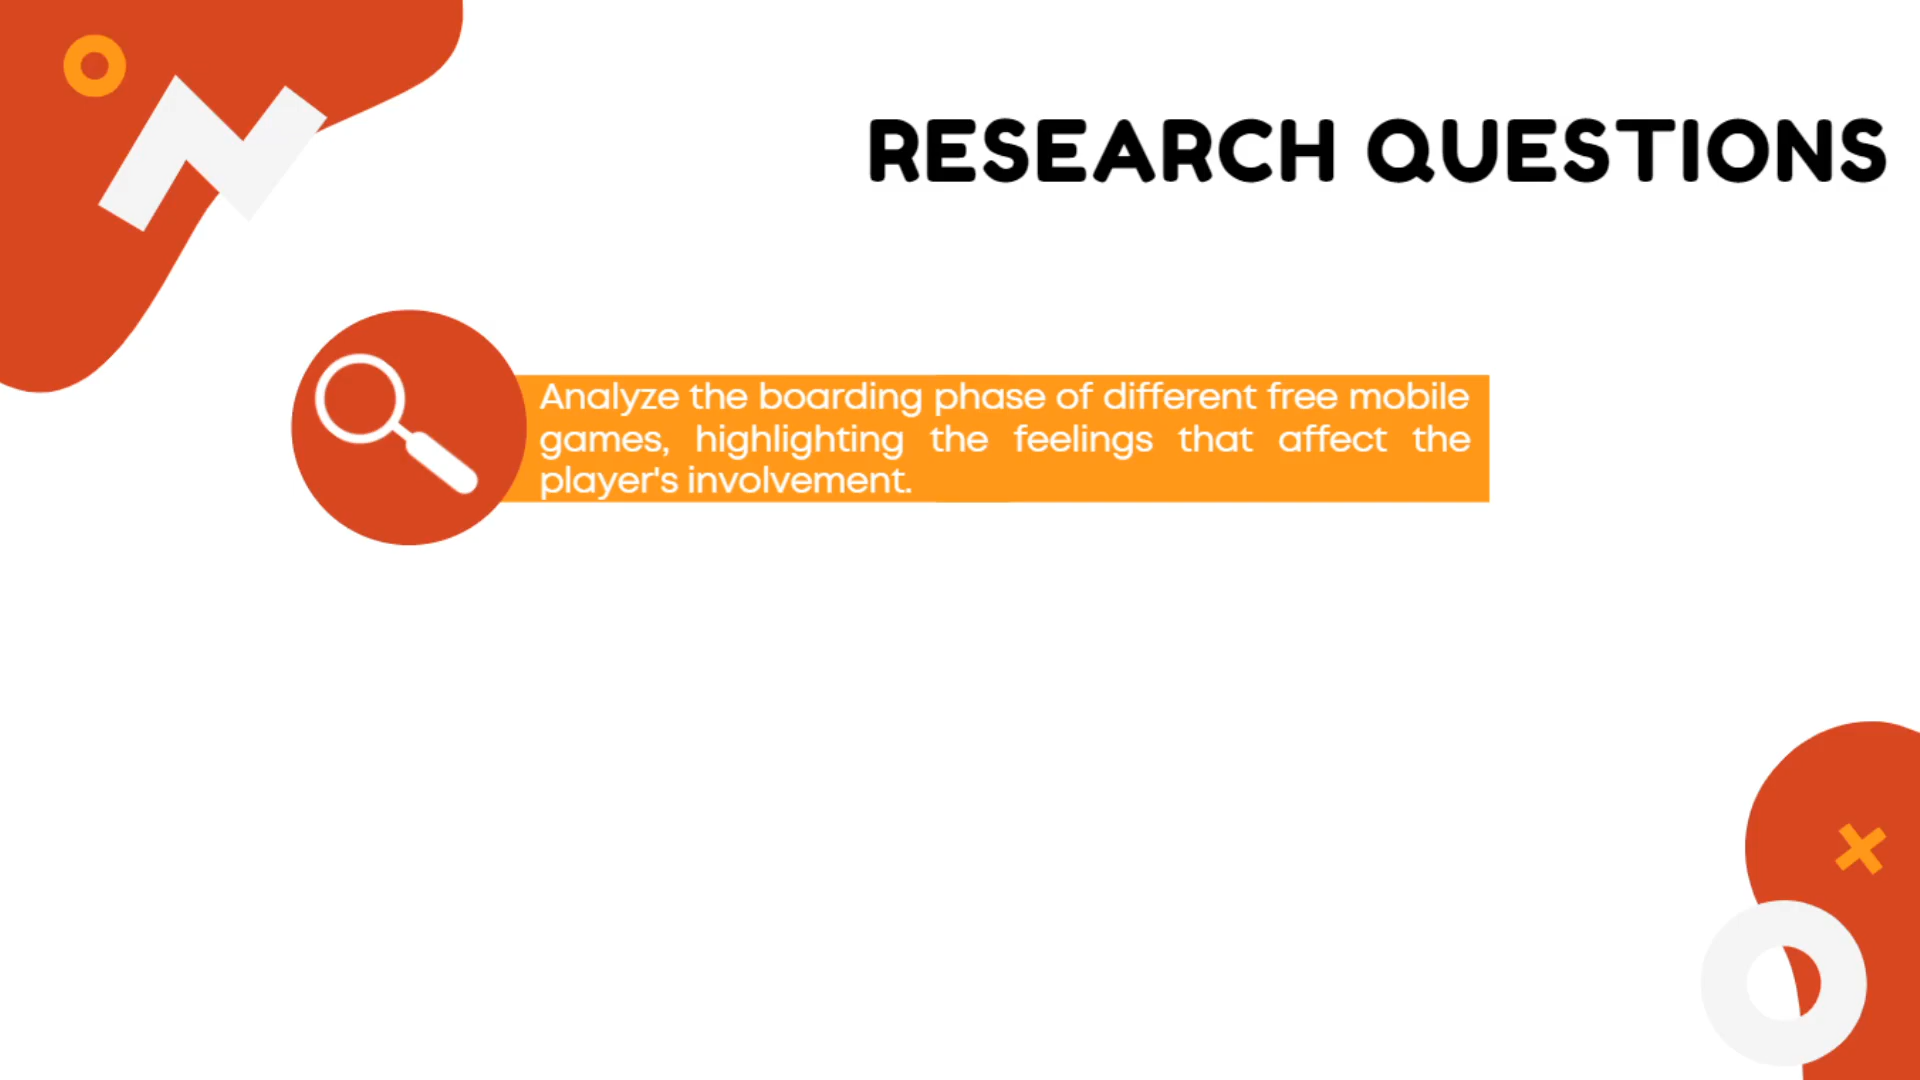 RESEARCH QUESTIONS
Analyze the boarding phase of different free mobile
games, highlighting the feelings that affect the
player's involvement.